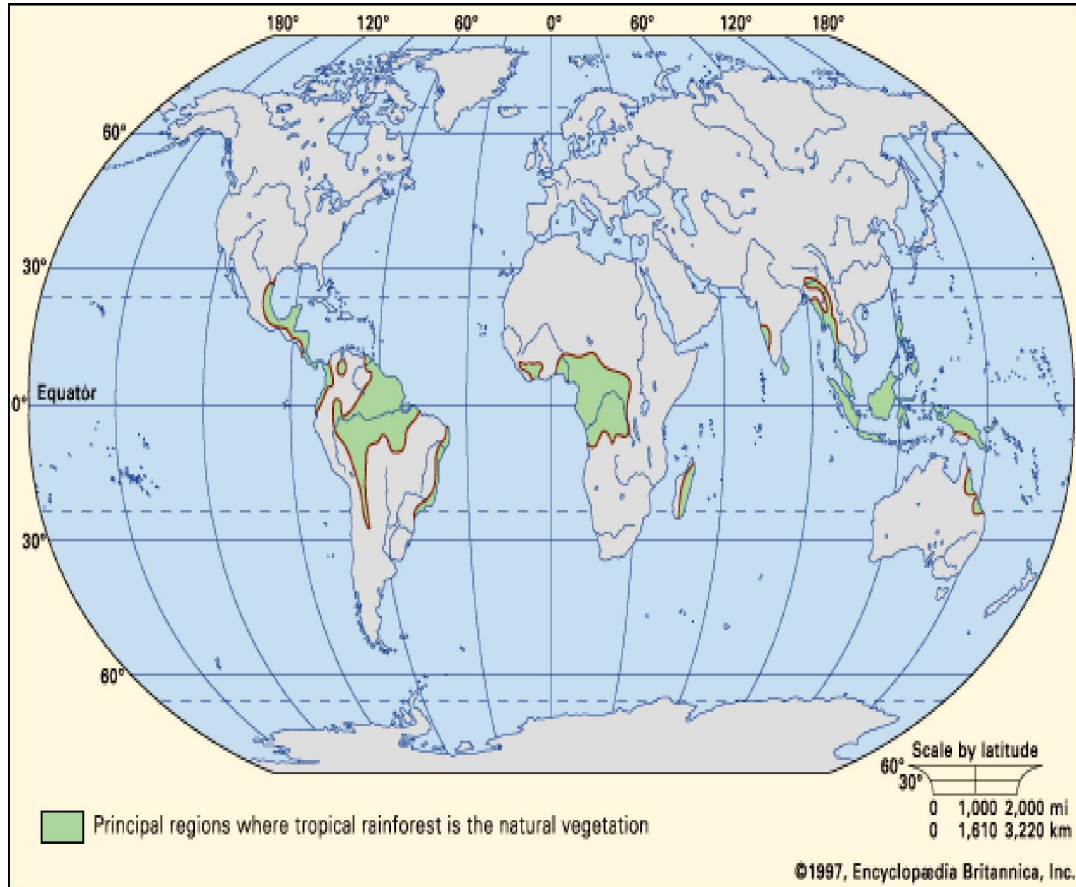 180° 120° 60° 0° 60° 120° 180°
60°
30°
Equator
0°
30°
60°
Scale by latitude
60°
30°
0 1,000 2,000 mi
0 1,610 3,220 km
Principal regions where tropical rainforest is the natural vegetation
©1997, Encyclopædia Britannica, Inc.